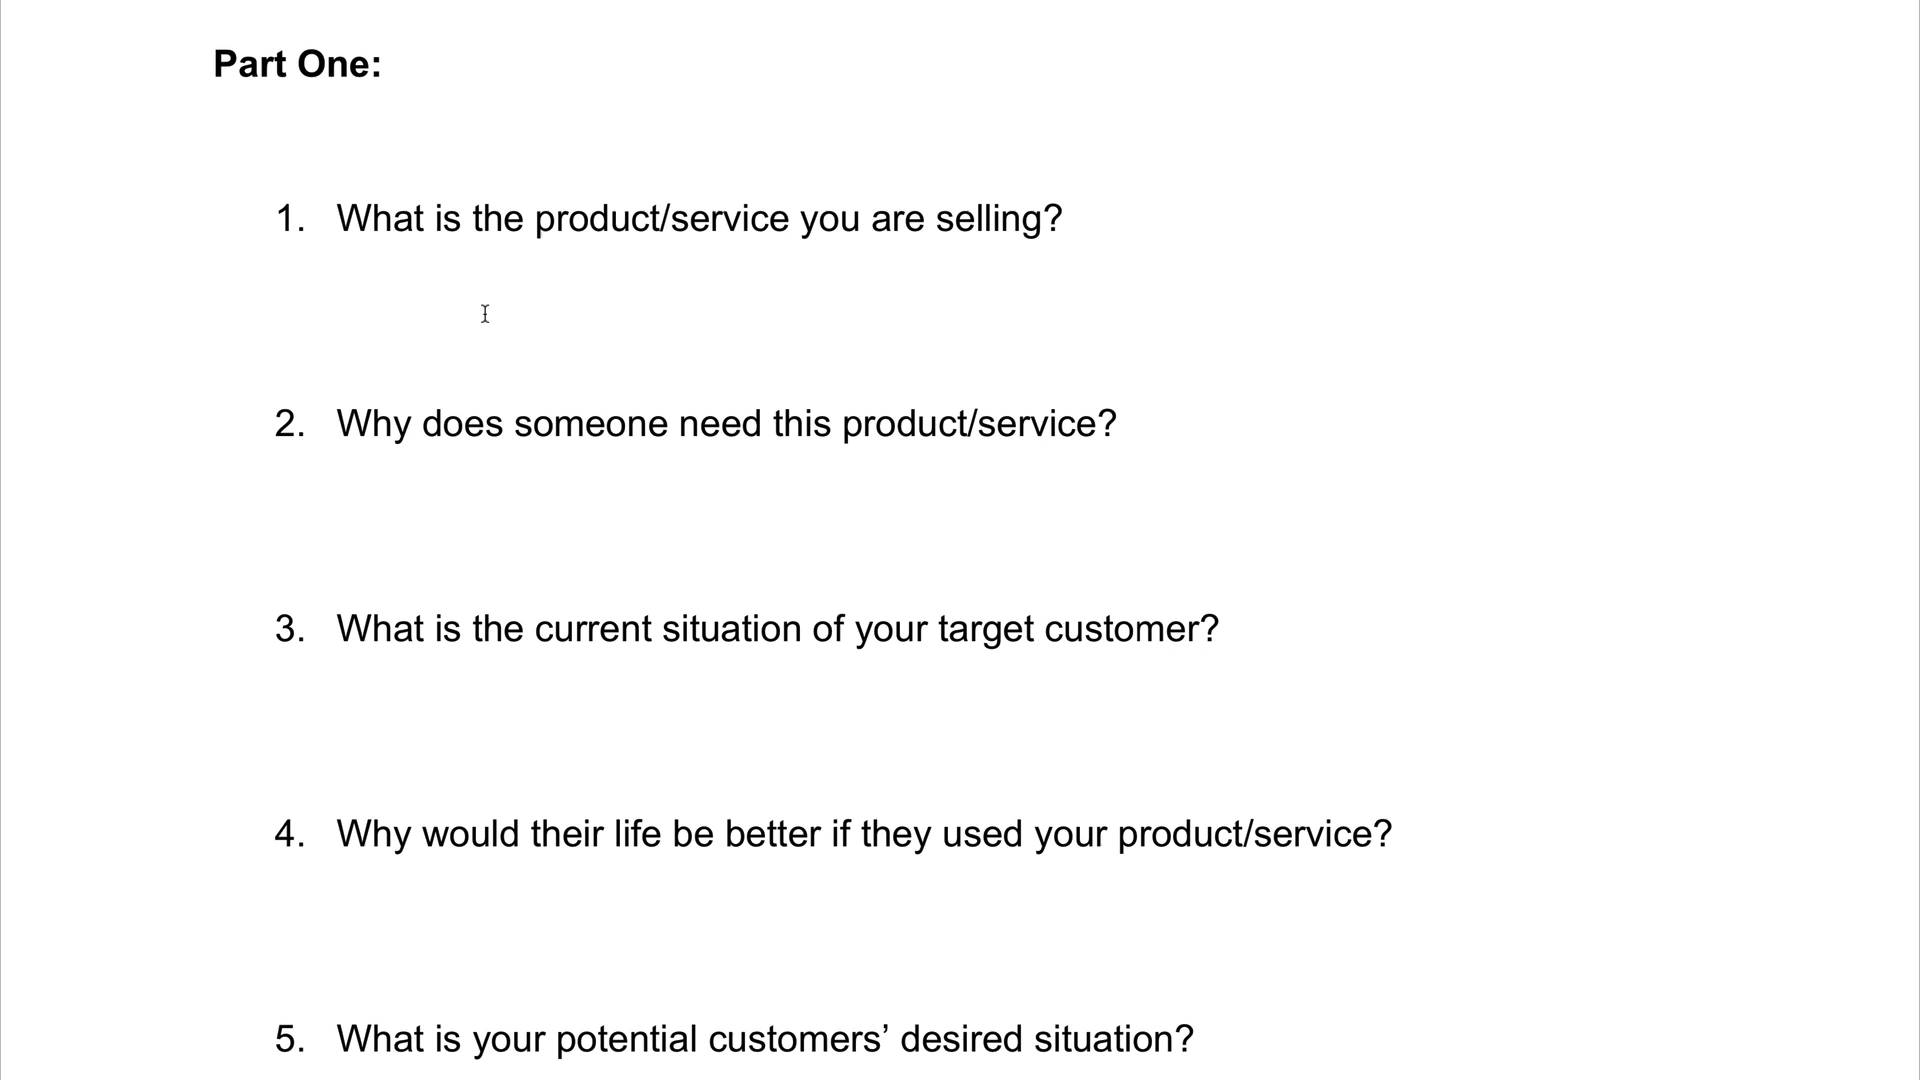 Part One:
1. What is the product/service you are selling?
2. Why does someone need this product/service?
3. What is the current situation of your target customer?
4. Why would their life be better if they used your product/service?
5. What is your potential customers’ desired situation?